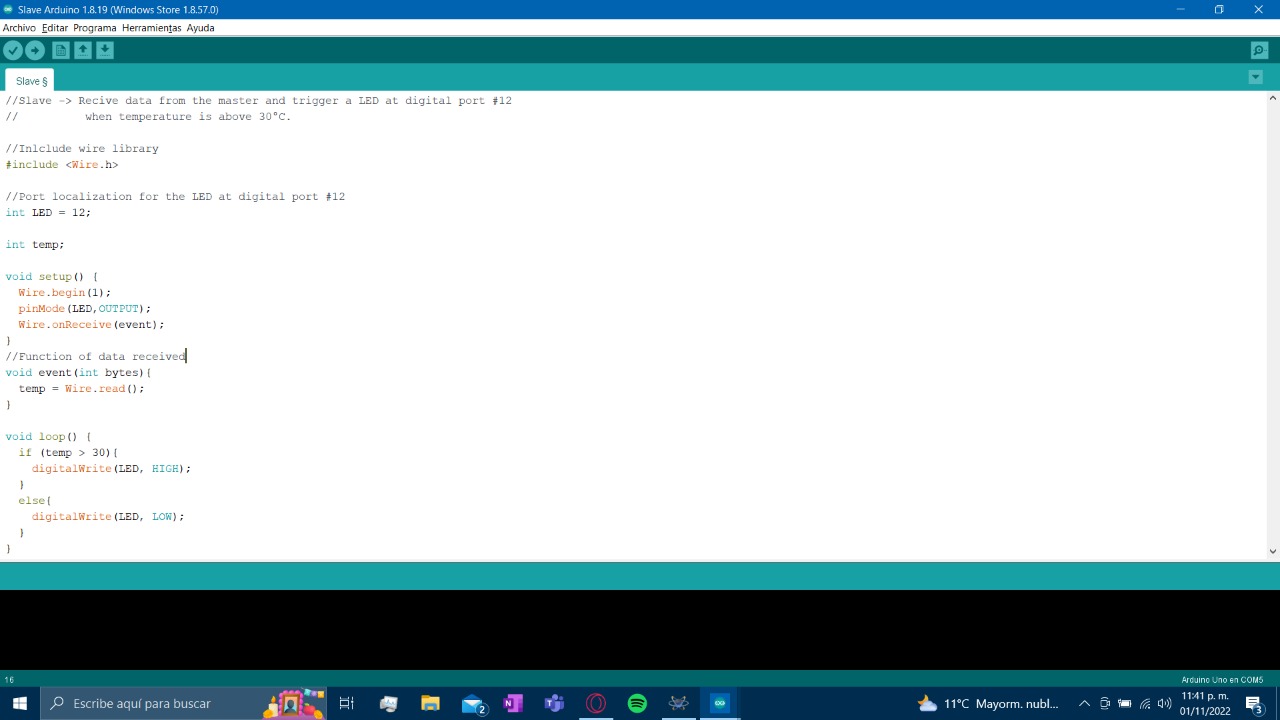 Slave Arduino 1.8.19 (Windows Store 1.8.57.0)
Archivo Editar Programa Herramientas Ayuda
Slave §
//Slave -> Recive data from the master and trigger a LED at digital port #12
//          when temperature is above 30°C.
//Inlclude wire library
#include <Wire.h>
//Port localization for the LED at digital port #12
int LED = 12;
int temp;
void setup() {
  Wire.begin(1);
  pinMode(LED,OUTPUT);
  Wire.onReceive(event);
}
//Function of data received
void event(int bytes){
  temp = Wire.read();
}
void loop() {
  if (temp > 30){
    digitalWrite(LED, HIGH);
  }
  else{
    digitalWrite(LED, LOW);
  }
}
16
Arduino Uno en COM5
Escribe aquí para buscar
2
11°C Mayorm. nubl...
11:41 p. m.
01/11/2022
3